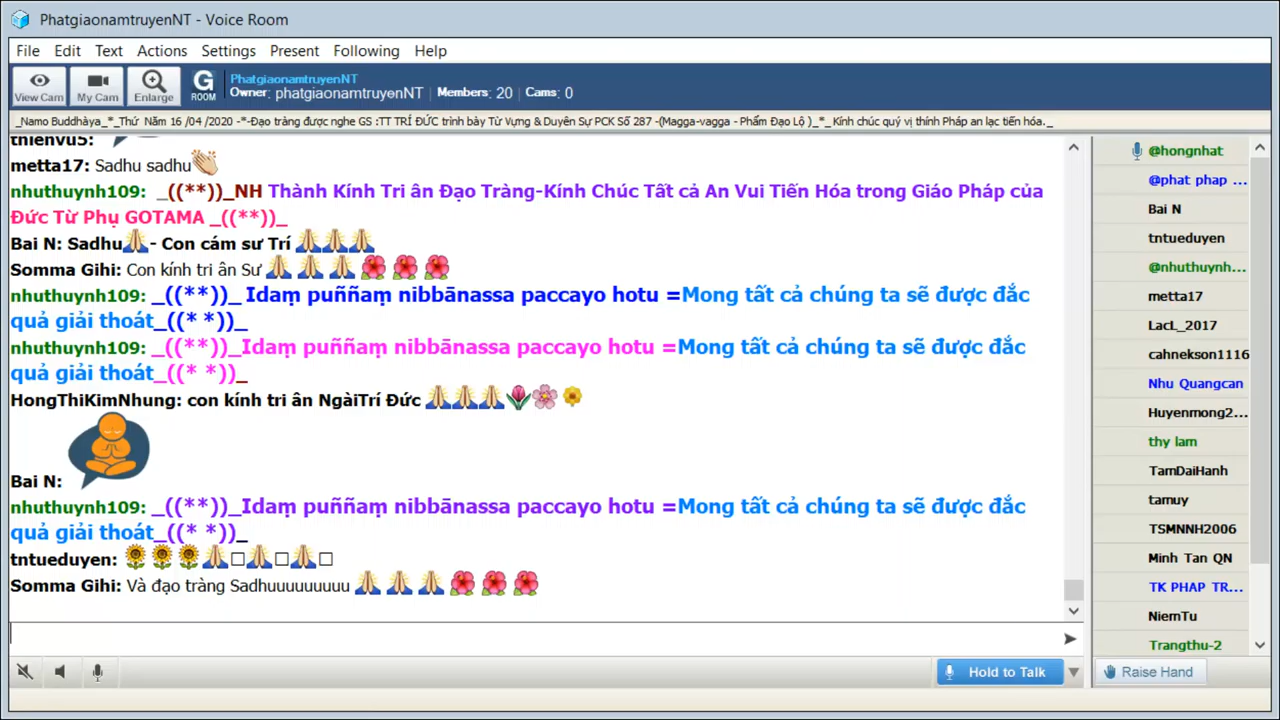 PhatgiaonamtruyenNT - Voice Room
File Edit Text Actions Settings Present Following Help
View Cam My Cam Enlarge G ROOM
PhatgiaonamtruyenNT
Owner: phatgiaonamtruyenNT | Members: 20 | Cams: 0
_Namo Buddhàya_*_Thứ Năm 16 /04 /2020 -*-Đạo tràng được nghe GS :TT TRÍ ĐỨC trình bày Từ Vựng & Duyên Sự PCK Số 287 -(Magga-vagga - Phẩm Đạo Lộ )_*_ Kính chúc quý vị thính Pháp an lạc tiến hóa._
thienvu5:
metta17: Sadhu sadhu👏
nhuthuynh109: _((**))_NH Thành Kính Tri ân Đạo Tràng-Kính Chúc Tất cả An Vui Tiến Hóa trong Giáo Pháp của
Đức Từ Phụ GOTAMA _((**))_
Bai N: Sadhu🙏- Con cám sư Trí 🙏🙏🙏
Somma Gihi: Con kính tri ân Sư 🙏 🙏 🙏 🌺 🌺 🌺
nhuthuynh109: _((**))_ Idaṃ puññaṃ nibbānassa paccayo hotu =Mong tất cả chúng ta sẽ được đắc
quả giải thoát_((* *))_
nhuthuynh109: _((**))_Idaṃ puññaṃ nibbānassa paccayo hotu =Mong tất cả chúng ta sẽ được đắc
quả giải thoát_((* *))_
HongThiKimNhung: con kính tri ân NgàiTrí Đức 🙏🙏🙏🌷🌸🌼
Bai N:
nhuthuynh109: _((**))_Idaṃ puññaṃ nibbānassa paccayo hotu =Mong tất cả chúng ta sẽ được đắc
quả giải thoát_((* *))_
tntueduyen: 🌻🌻🌻🙏□🙏□🙏□
Somma Gihi: Và đạo tràng Sadhuuuuuuuuu 🙏 🙏 🙏 🌺 🌺 🌺
Hold to Talk
@hongnhat
@phat phap ...
Bai N
tntueduyen
@nhuthuynh...
metta17
LacL_2017
cahnekson1116
Nhu Quangcan
Huyenmong2...
thy lam
TamDaiHanh
tamuy
TSMNNH2006
Minh Tan QN
TK PHAP TR...
NiemTu
Trangthu-2
Raise Hand